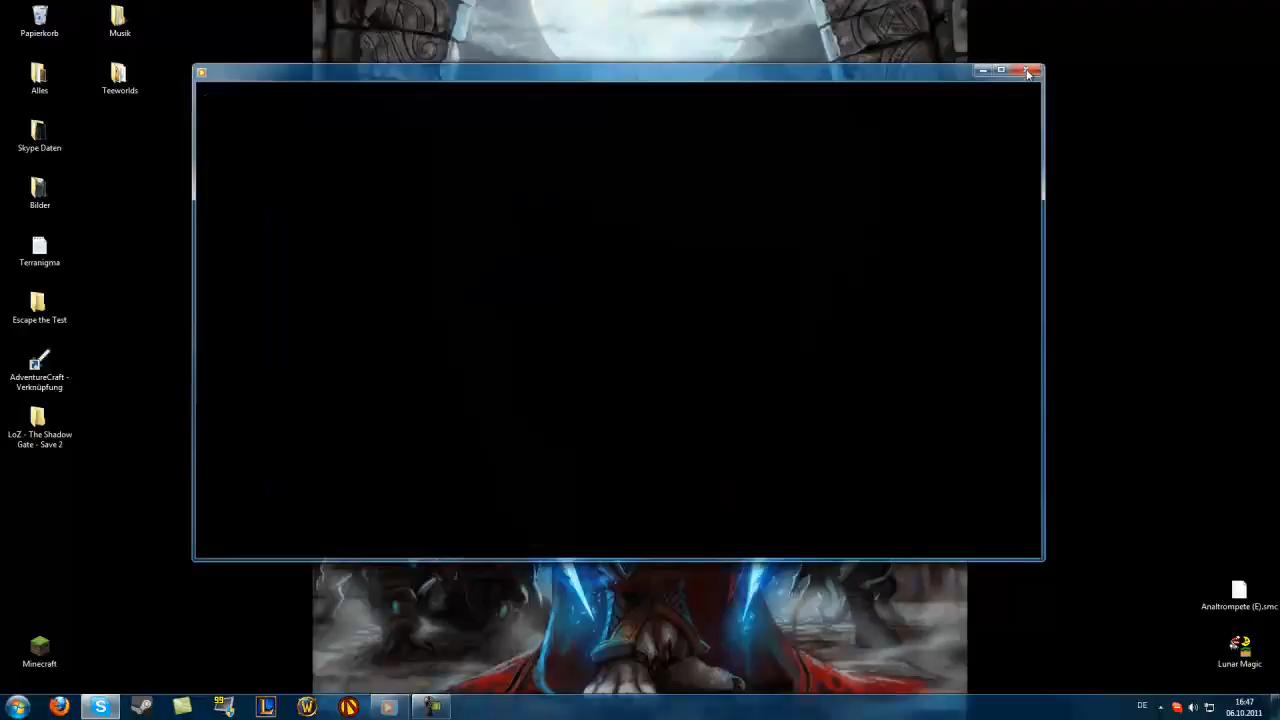 Papierkorb
Musik
Alles
Teeworlds
Skype Daten
Bilder
Terranigma
Escape the Test
AdventureCraft -
Verknüpfung
LoZ - The Shadow
Gate - Save 2
Minecraft
Analtrompete (E).smc
Lunar Magic
99
DE
16:47
06.10.2011